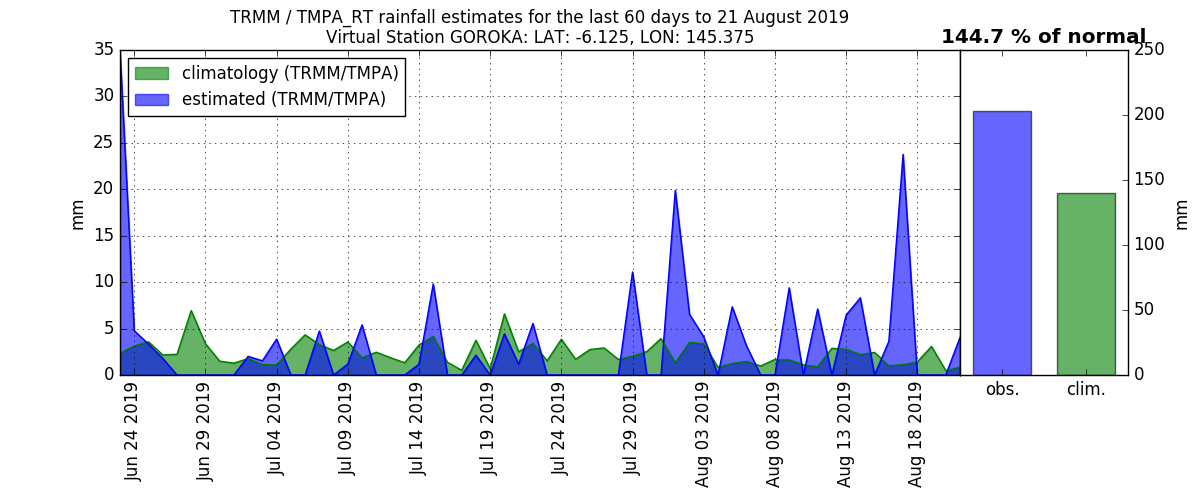 TRMM / TMPA_RT rainfall estimates for the last 60 days to 21 August 2019
Virtual Station GOROKA: LAT: -6.125, LON: 145.375
144.7 % of normal
climatology (TRMM/TMPA)
estimated (TRMM/TMPA)
35
30
25
20
15
10
5
0
mm
250
200
150
100
50
0
mm
Jun 24 2019
Jun 29 2019
Jul 04 2019
Jul 09 2019
Jul 14 2019
Jul 19 2019
Jul 24 2019
Jul 29 2019
Aug 03 2019
Aug 08 2019
Aug 13 2019
Aug 18 2019
obs.
clim.